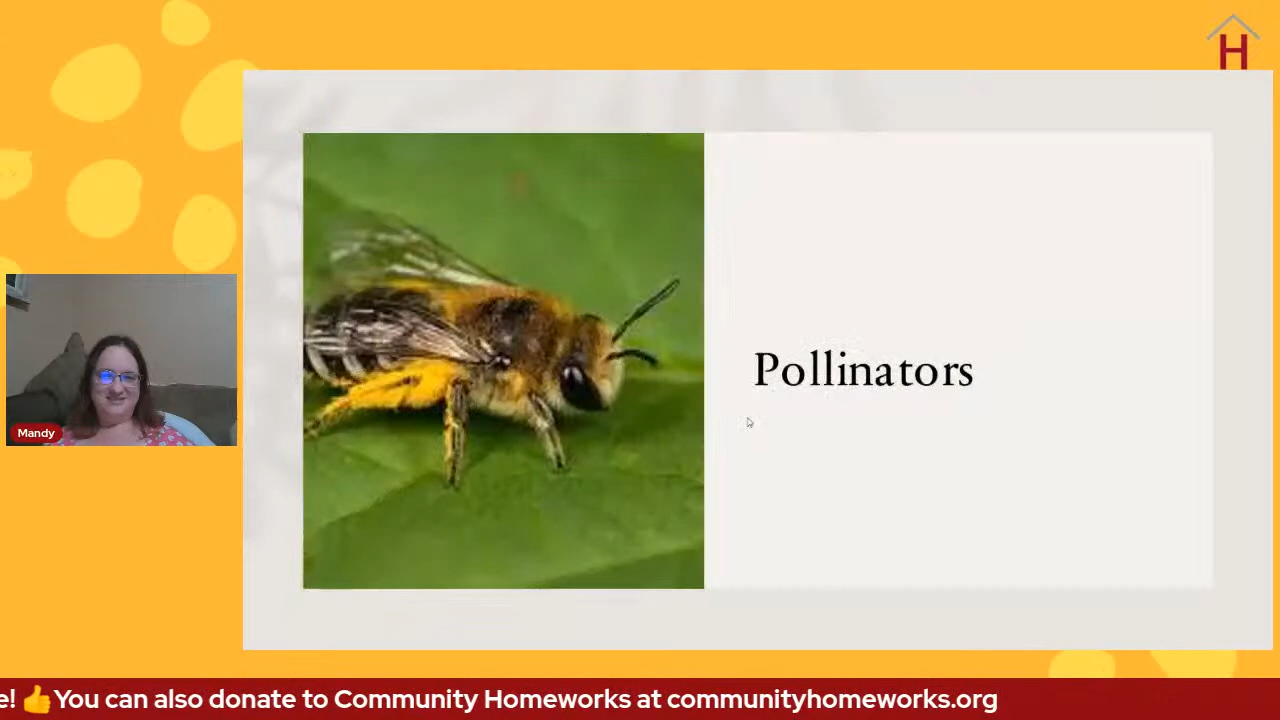 H
Pollinators
Mandy
e! 👍You can also donate to Community Homeworks at communityhomeworks.org